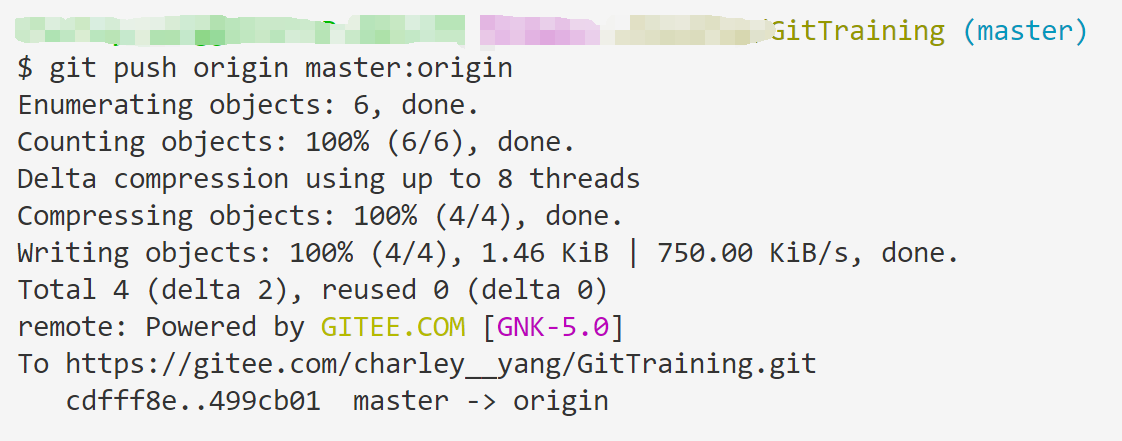 /GitTraining (master)
$ git push origin master:origin
Enumerating objects: 6, done.
Counting objects: 100% (6/6), done.
Delta compression using up to 8 threads
Compressing objects: 100% (4/4), done.
Writing objects: 100% (4/4), 1.46 KiB | 750.00 KiB/s, done.
Total 4 (delta 2), reused 0 (delta 0)
remote: Powered by GITEE.COM [GNK-5.0]
To https://gitee.com/charley__yang/GitTraining.git
   cdfff8e..499cb01  master -> origin